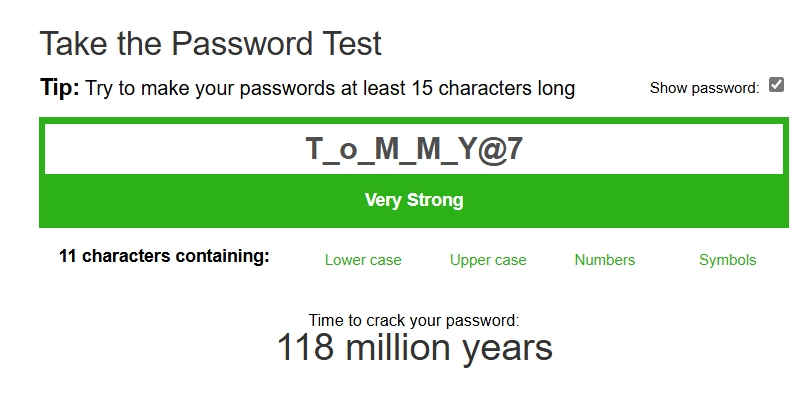 Take the Password Test
Tip: Try to make your passwords at least 15 characters long
Show password:
T_o_M_M_Y@7
Very Strong
11 characters containing:
Lower case
Upper case
Numbers
Symbols
Time to crack your password:
118 million years